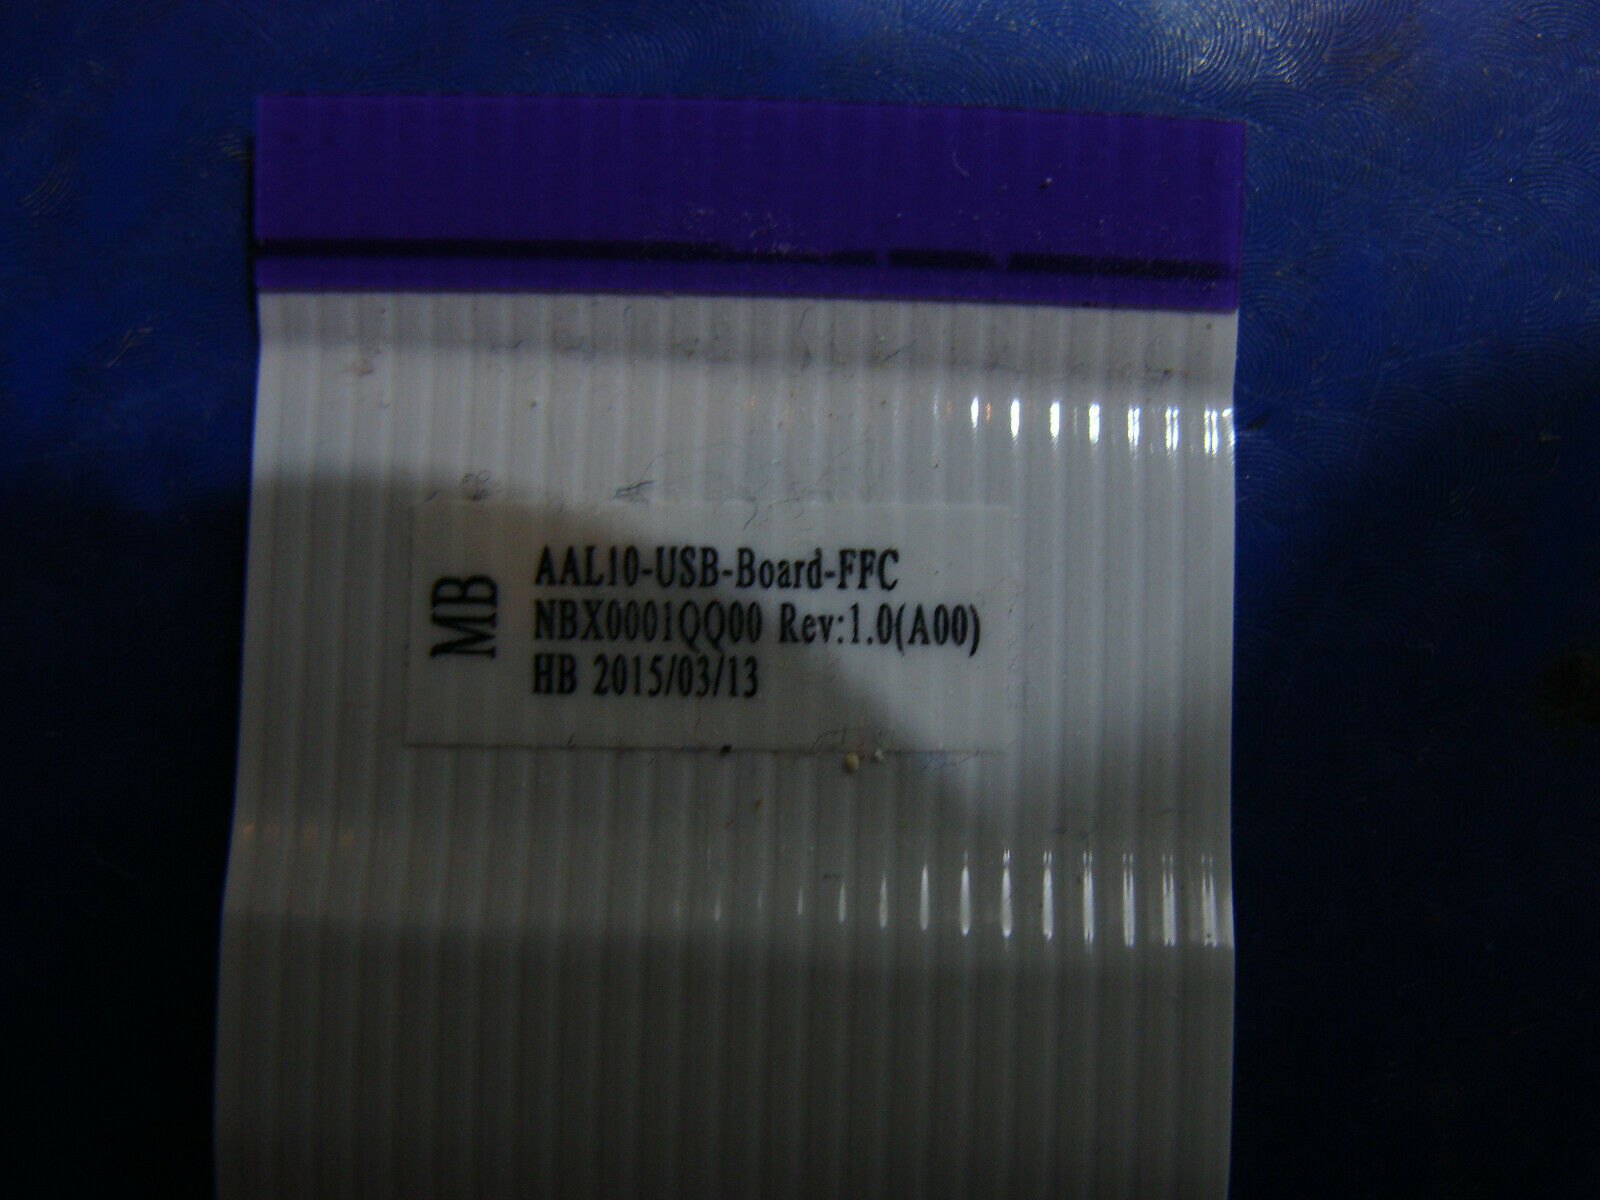 MB
AAL10-USB-Board-FFC
NBX0001QQ00 Rev:1.0(A00)
HB 2015/03/13